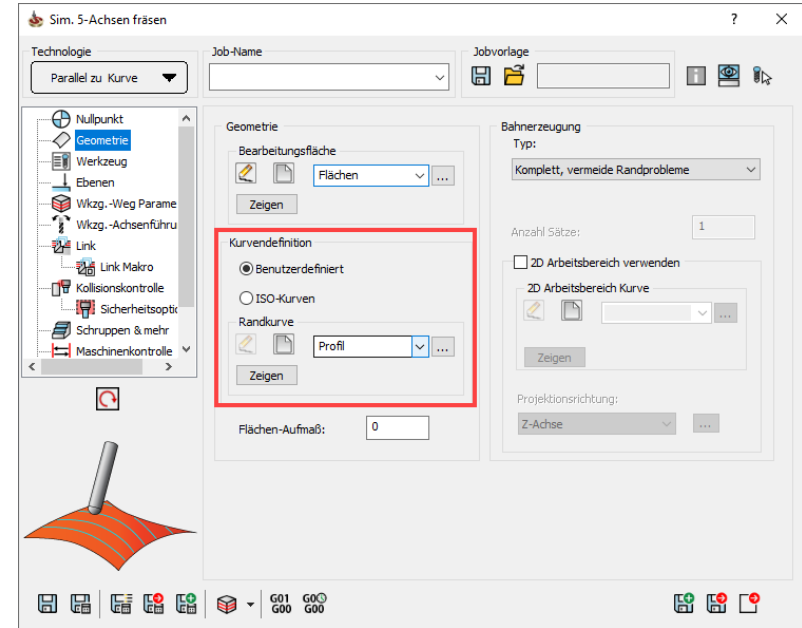 Sim. 5-Achsen fräsen
?
Technologie
Parallel zu Kurve
Job-Name
Jobvorlage
Nullpunkt
Geometrie
Werkzeug
Ebenen
Wkzg.-Weg Parame
Wkzg.-Achsenführu
Link
Link Makro
Kollisionskontrolle
Sicherheitsoptic
Schruppen & mehr
Maschinenkontrolle
Geometrie
Bearbeitungsfläche
Flächen
...
Zeigen
Kurvendefinition
Benutzerdefiniert
ISO-Kurven
Randkurve
Profil
...
Zeigen
Flächen-Aufmaß:
0
Bahnerzeugung
Typ:
Komplett, vermeide Randprobleme
Anzahl Sätze:
1
2D Arbeitsbereich verwenden
2D Arbeitsbereich Kurve
...
Zeigen
Projektionsrichtung:
Z-Achse
...
G01
G00
G00
G00